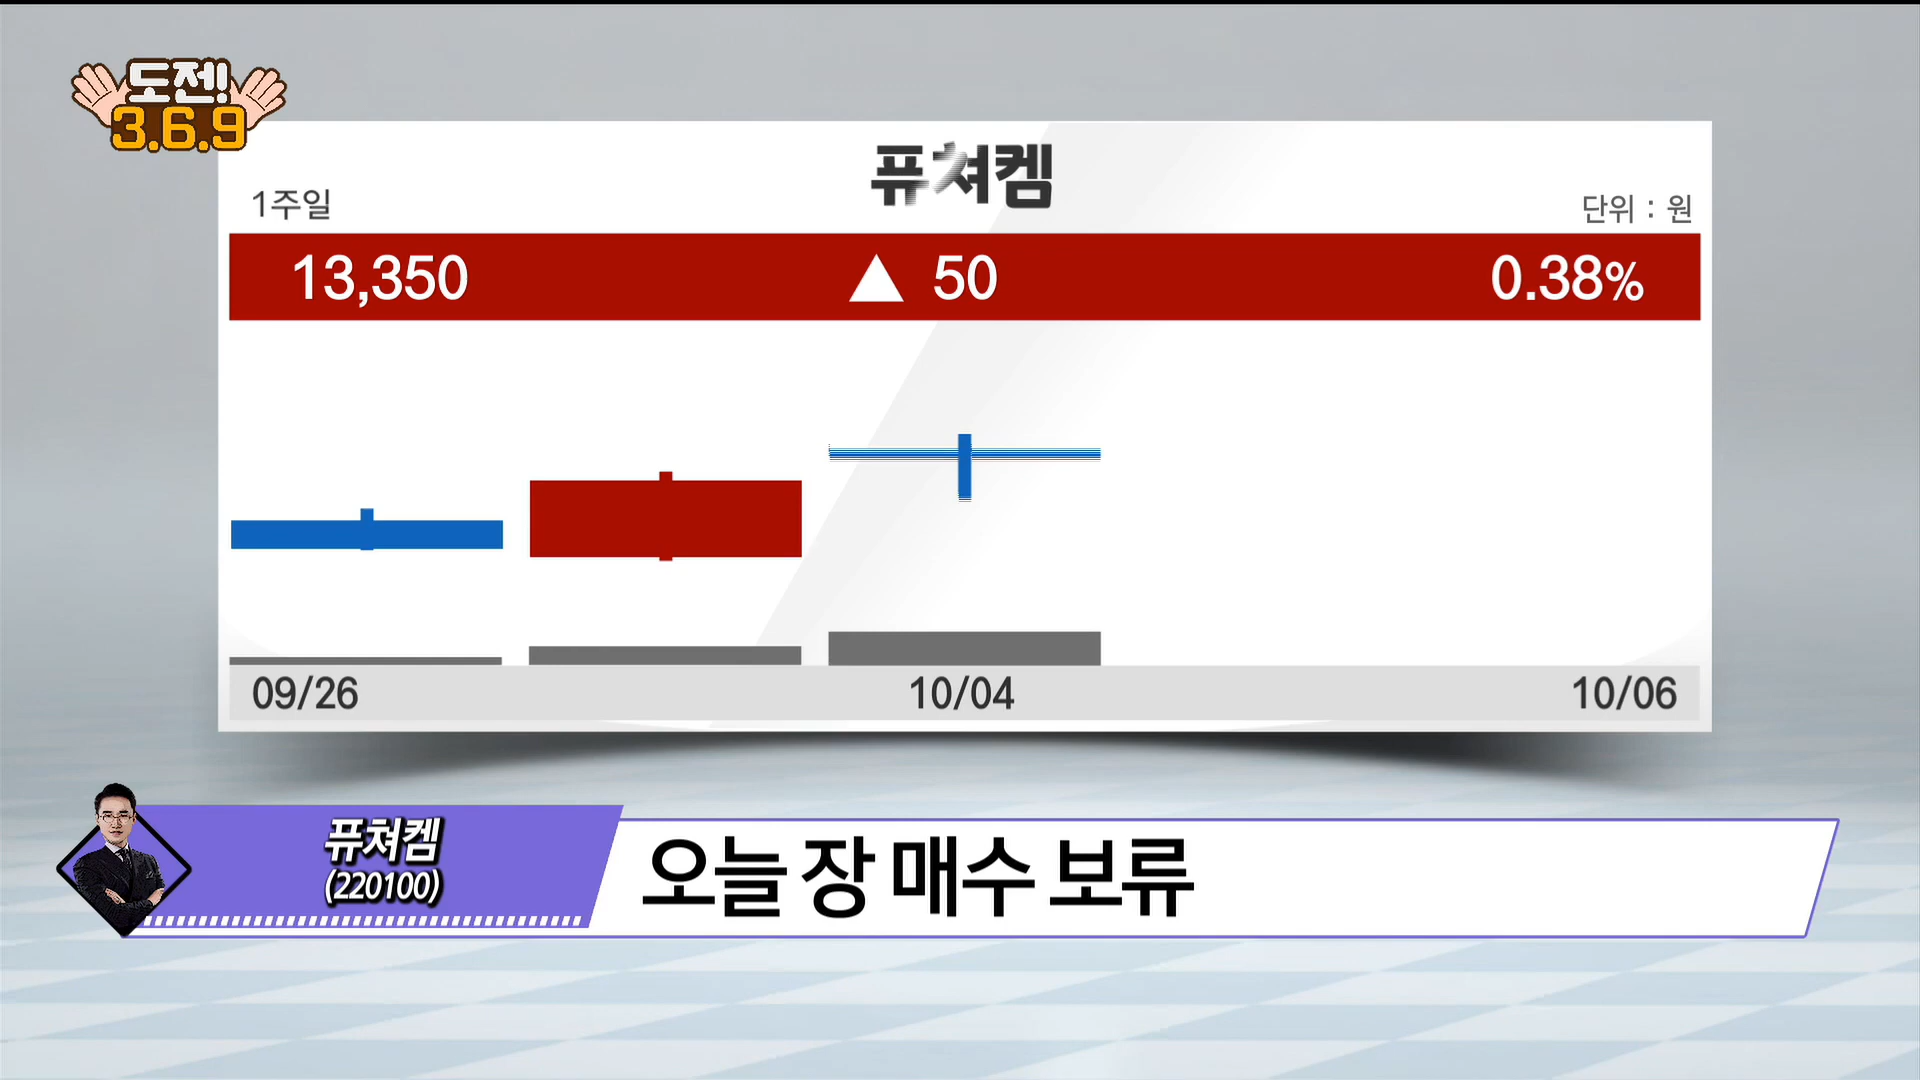 도전!
3.6.9
퓨쳐켐
1주일
단위 : 원
13,350 ▲ 50 0.38%
09/26 10/04 10/06
퓨쳐켐
(220100)
오늘 장 매수 보류